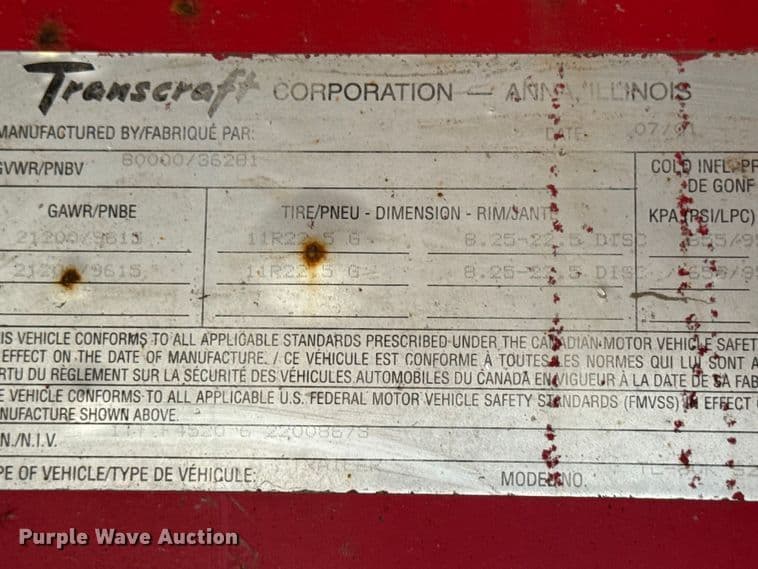 Transcraft CORPORATION — ANNA, ILLINOIS
MANUFACTURED BY/FABRIQUÉ PAR: DATE: 07/91
GVWR/PNBV 80000/36281
COLD INFL. PR
DE GONF
GAWR/PNBE TIRE/PNEU - DIMENSION - RIM/JANTE KPA (PSI/LPC)
21200/9615 11R22.5 G 8.25-22.5 DISC 655/95
21200/9615 11R22.5 G 8.25-22.5 DISC 655/95
IS VEHICLE CONFORMS TO ALL APPLICABLE STANDARDS PRESCRIBED UNDER THE CANADIAN MOTOR VEHICLE SAFET
EFFECT ON THE DATE OF MANUFACTURE. / CE VÉHICULE EST CONFORME À TOUTES LES NORMES QUI LUI SONT A
RTU DU RÈGLEMENT SUR LA SÉCURITÉ DES VÉHICULES AUTOMOBILES DU CANADA EN VIGUEUR À LA DATE DE SA FAB
E VEHICLE CONFORMS TO ALL APPLICABLE U.S. FEDERAL MOTOR VEHICLE SAFETY STANDARDS (FMVSS) IN EFFECT
NUFACTURE SHOWN ABOVE.
N./N.I.V.
PE OF VEHICLE/TYPE DE VÉHICULE: TRAILER MODEL NO.
Purple Wave Auction